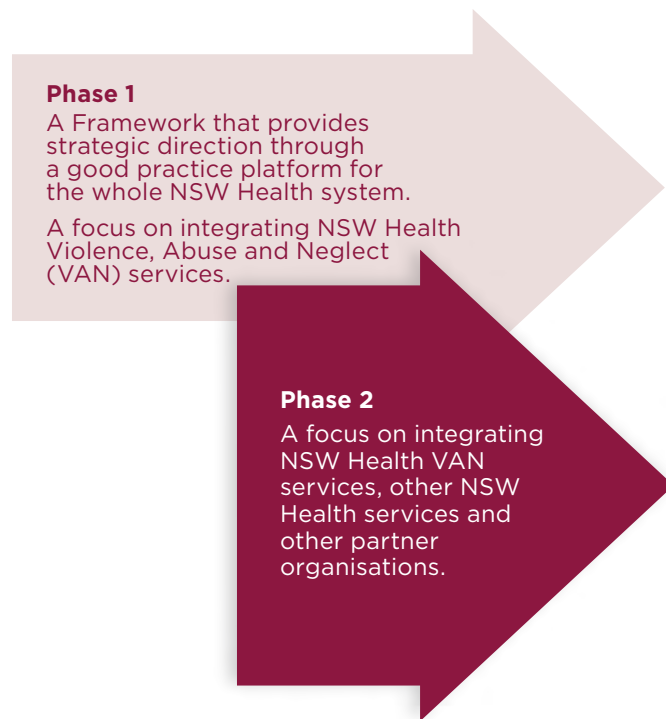 Phase 1
A Framework that provides
strategic direction through
a good practice platform for
the whole NSW Health system.
A focus on integrating NSW Health
Violence, Abuse and Neglect
(VAN) services.
Phase 2
A focus on integrating
NSW Health VAN
services, other NSW
Health services and
other partner
organisations.